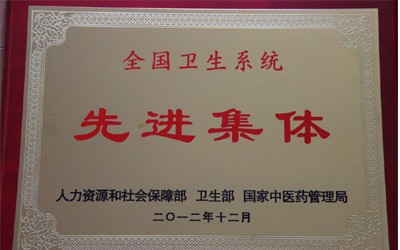 全国卫生系统
先进集体
人力资源和社会保障部 卫生部 国家中医药管理局
二〇一二年十二月